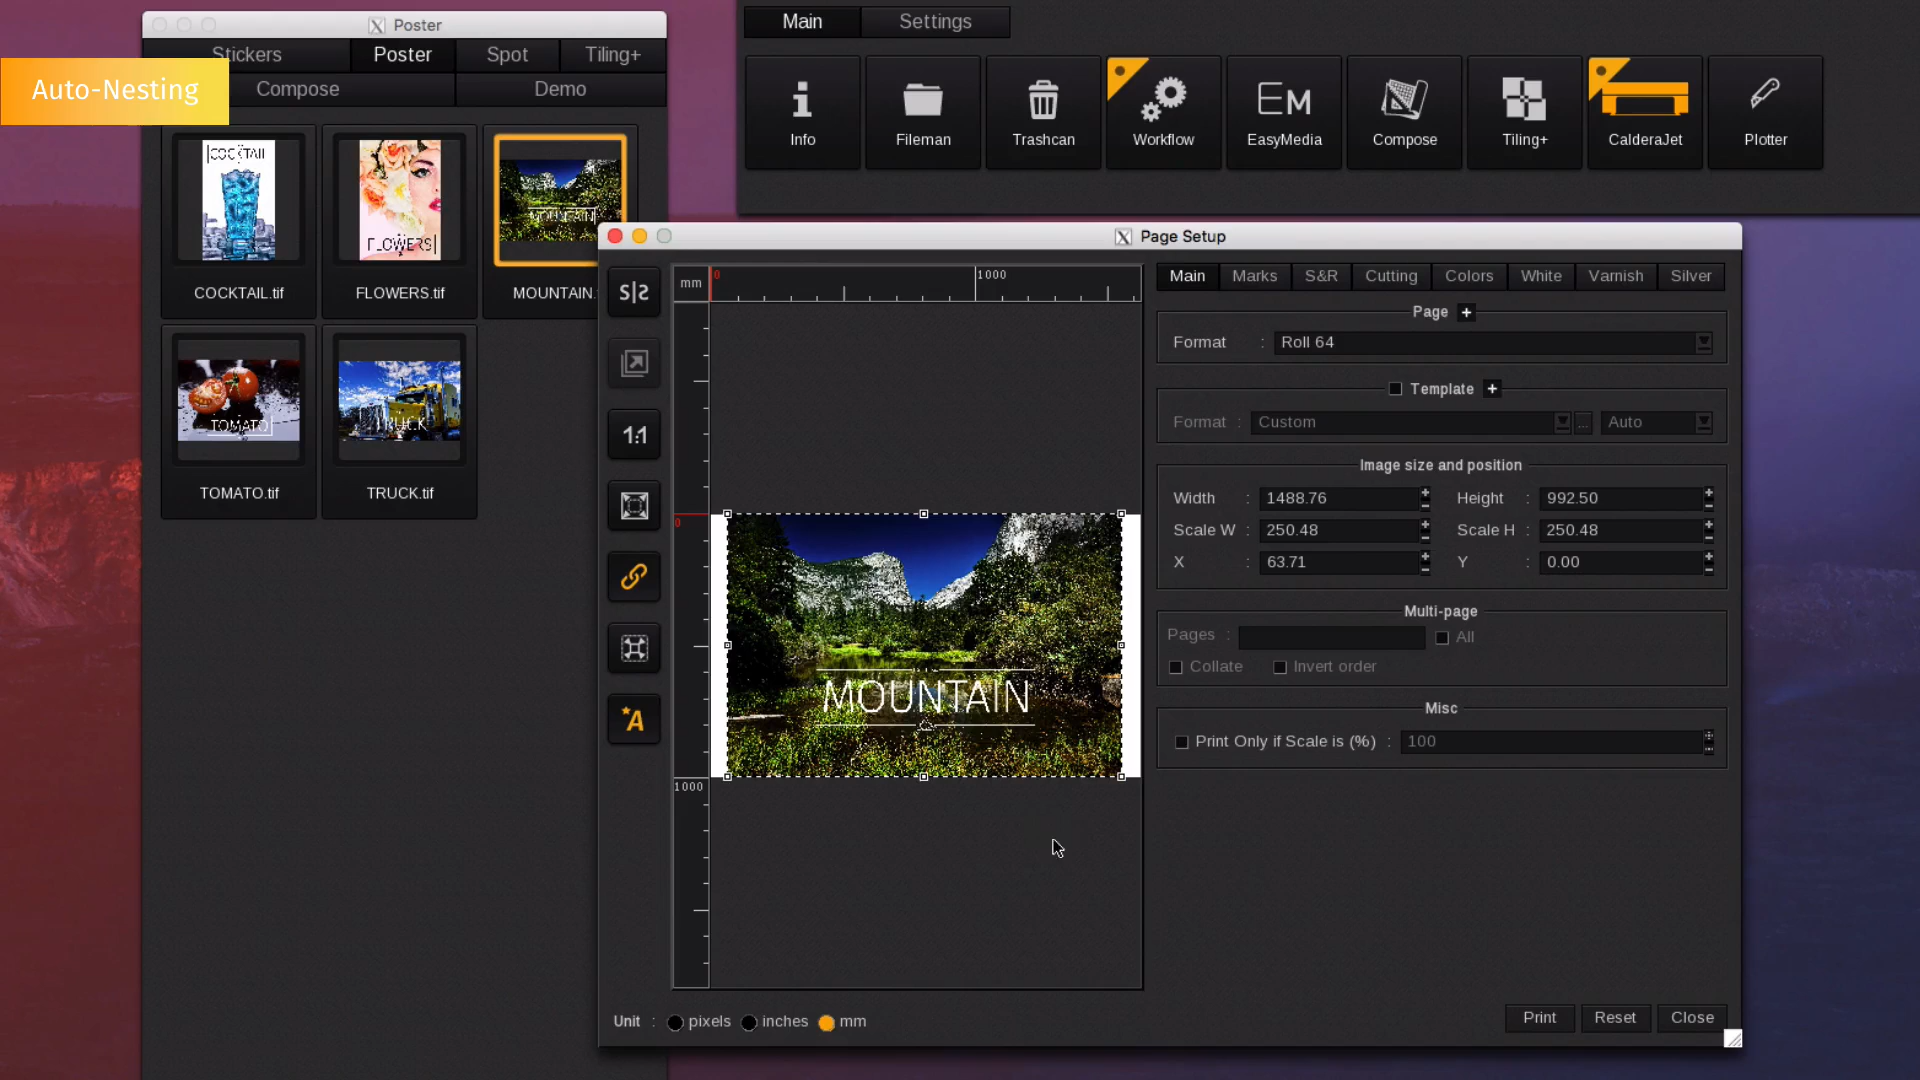 Poster
Stickers
Poster
Spot
Tiling+
Compose
Demo
Auto-Nesting
COCKTAIL
FLOWERS
MOUNTAIN
COCKTAIL.tif
FLOWERS.tif
MOUNTAIN.
TOMATO
TRUCK
TOMATO.tif
TRUCK.tif
Main
Settings
Info
Fileman
Trashcan
Workflow
EM
EasyMedia
Compose
Tiling+
CalderaJet
Plotter
Page Setup
S|S
1:1
A
mm
0
1000
0
1000
MOUNTAIN
Main
Marks
S&R
Cutting
Colors
White
Varnish
Silver
Page +
Format : Roll 64
Template +
Format : Custom ... Auto
Image size and position
Width : 1488.76 Height : 992.50
Scale W : 250.48 Scale H : 250.48
X : 63.71 Y : 0.00
Multi-page
Pages : All
Collate Invert order
Misc
Print Only if Scale is (%) : 100
Unit : pixels inches mm
Print
Reset
Close